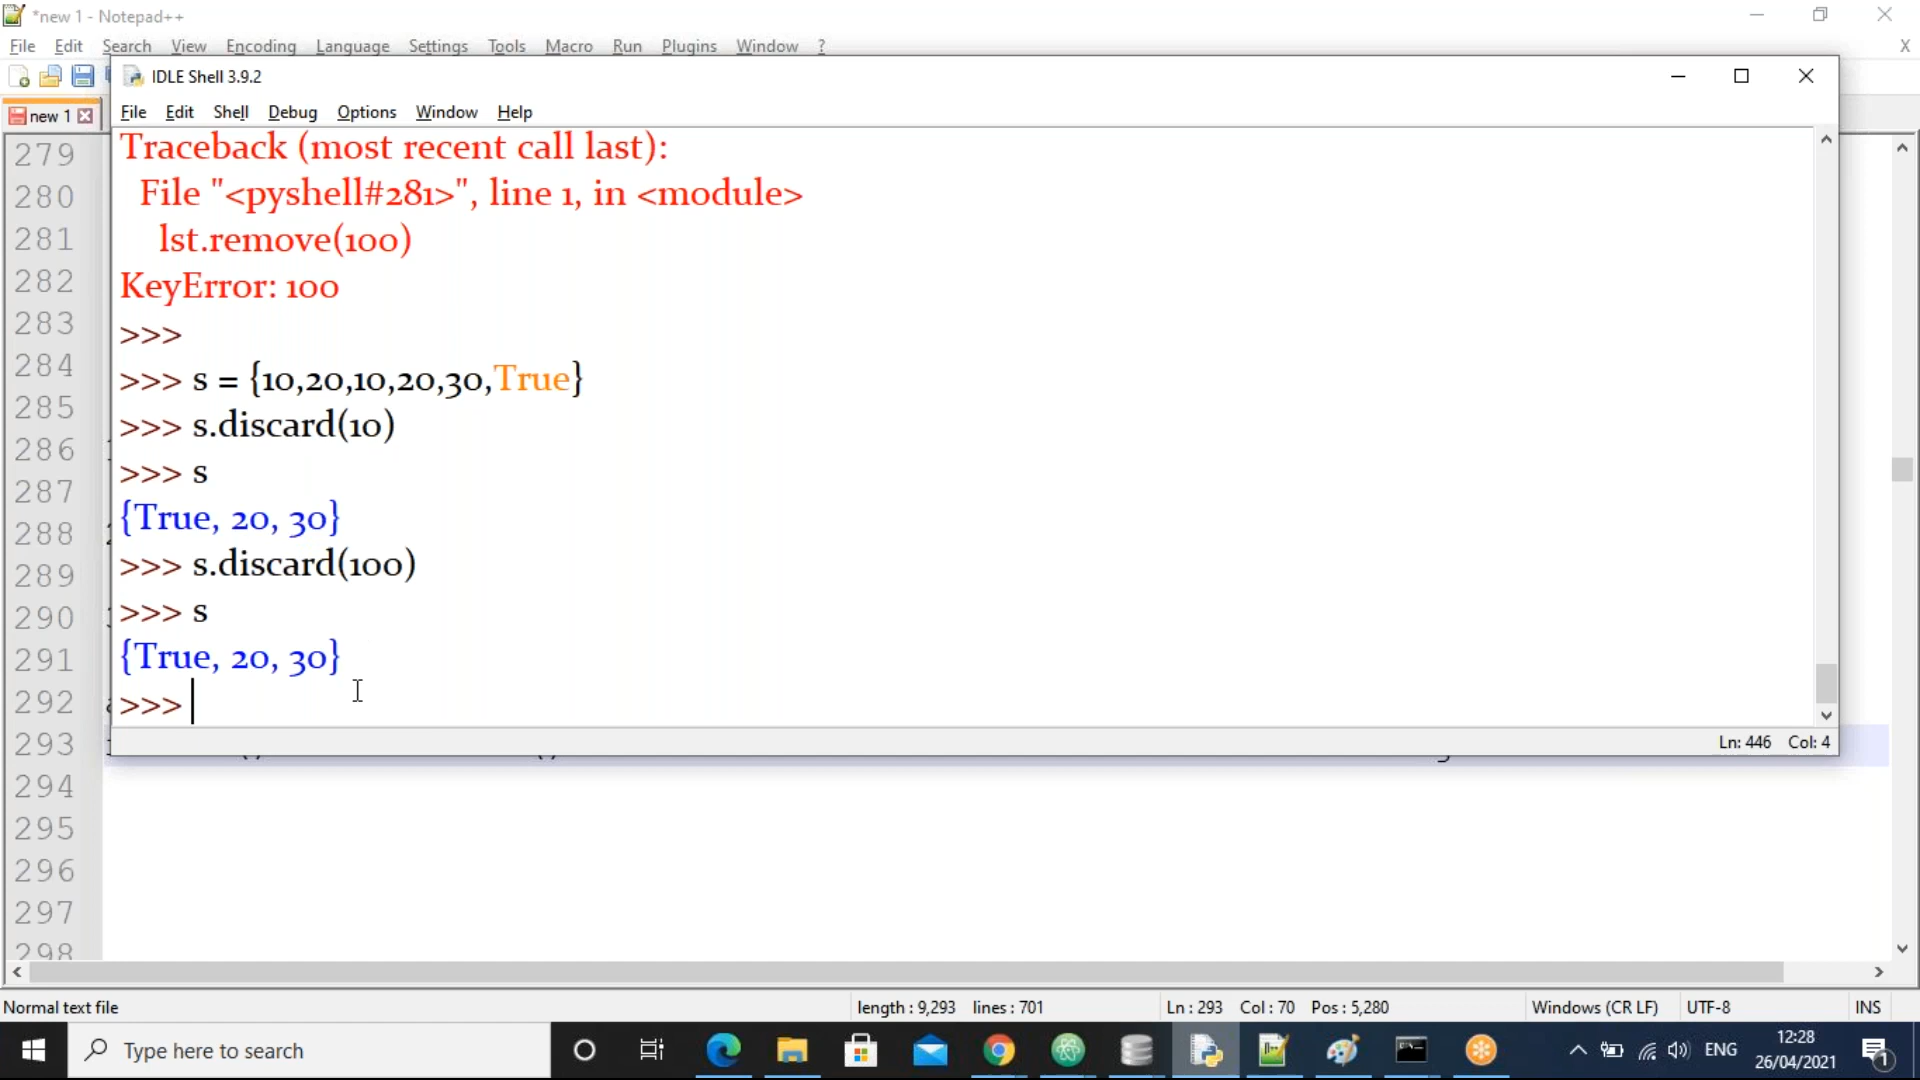 *new 1 - Notepad++
File Edit Search View Encoding Language Settings Tools Macro Run Plugins Window ?
X
new 1
IDLE Shell 3.9.2
File Edit Shell Debug Options Window Help
279
280
281
282
283
284
285
286
287
288
289
290
291
292
293
294
295
296
297
298
Traceback (most recent call last):
File "<pyshell#281>", line 1, in <module>
lst.remove(100)
KeyError: 100
>>>
>>> s = {10,20,10,20,30,True}
>>> s.discard(10)
>>> s
{True, 20, 30}
>>> s.discard(100)
>>> s
{True, 20, 30}
>>>
Ln: 446 Col: 4
Normal text file length : 9,293 lines : 701 Ln : 293 Col : 70 Pos : 5,280 Windows (CR LF) UTF-8 INS
Type here to search
ENG
12:28
26/04/2021
1